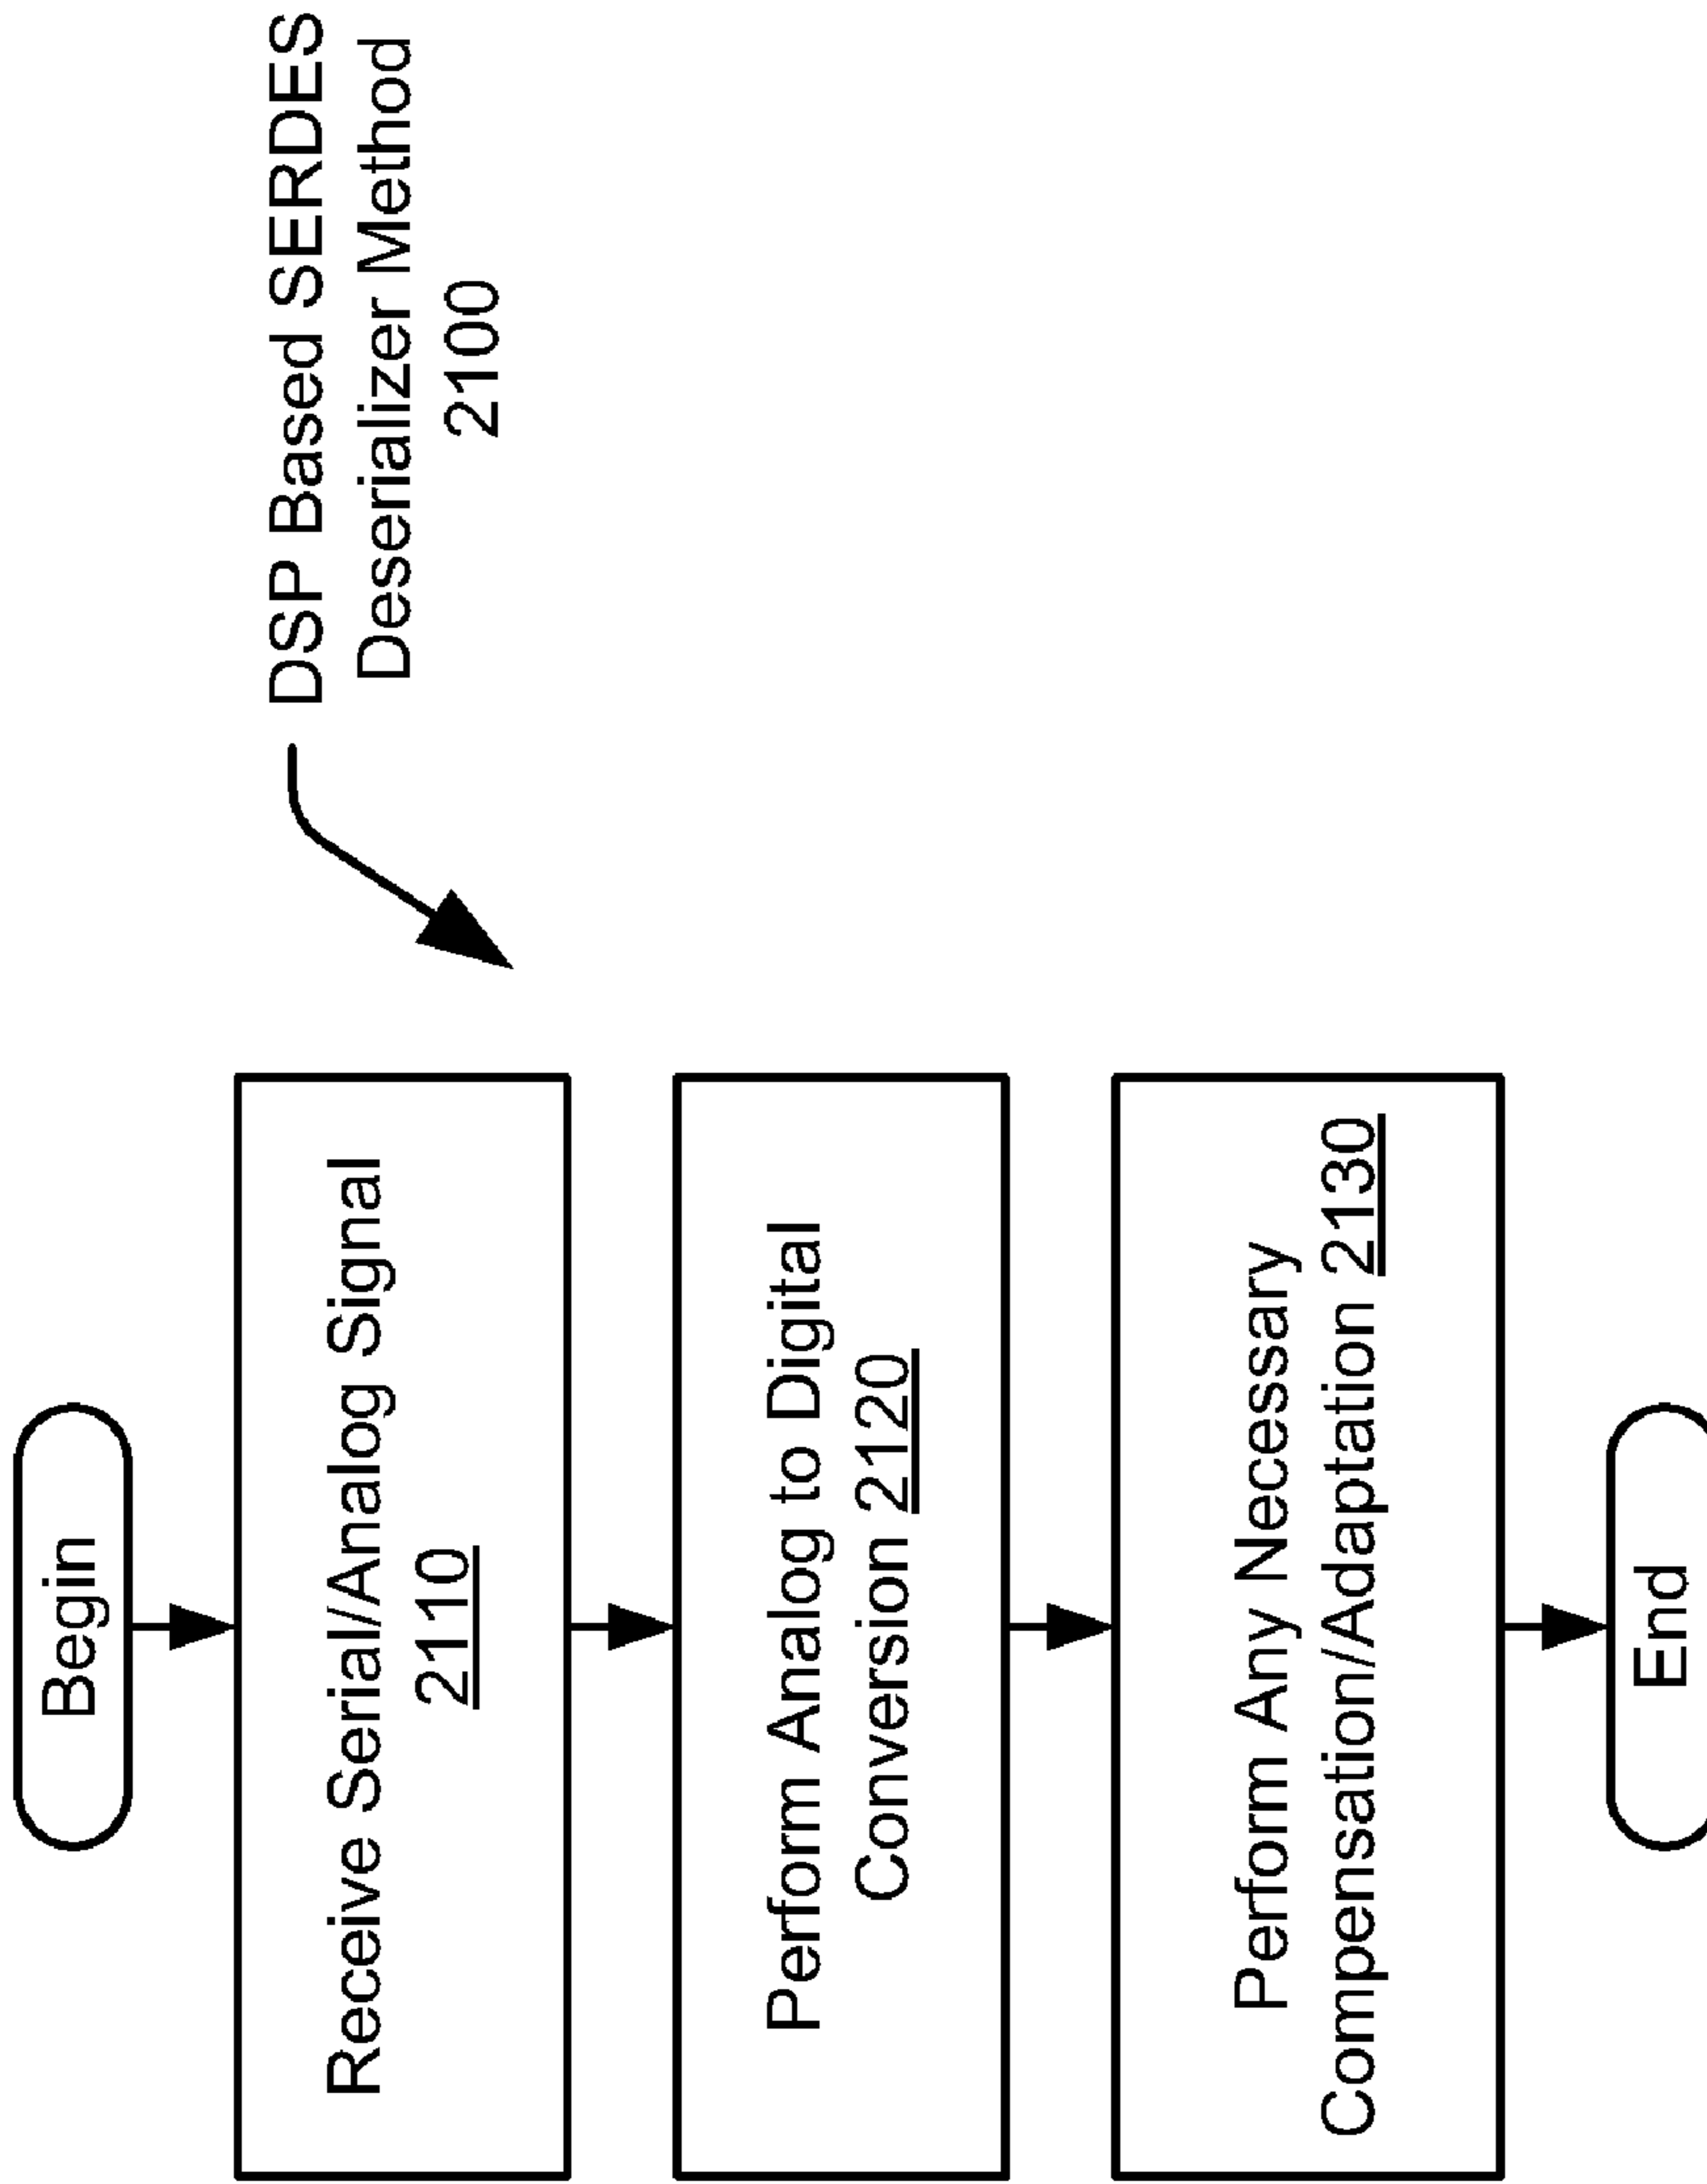 DSP Based SERDES
Deserializer Method
2100
Begin
Receive Serial/Analog Signal
2110
Perform Analog to Digital
Conversion 2120
Perform Any Necessary
Compensation/Adaptation 2130
End